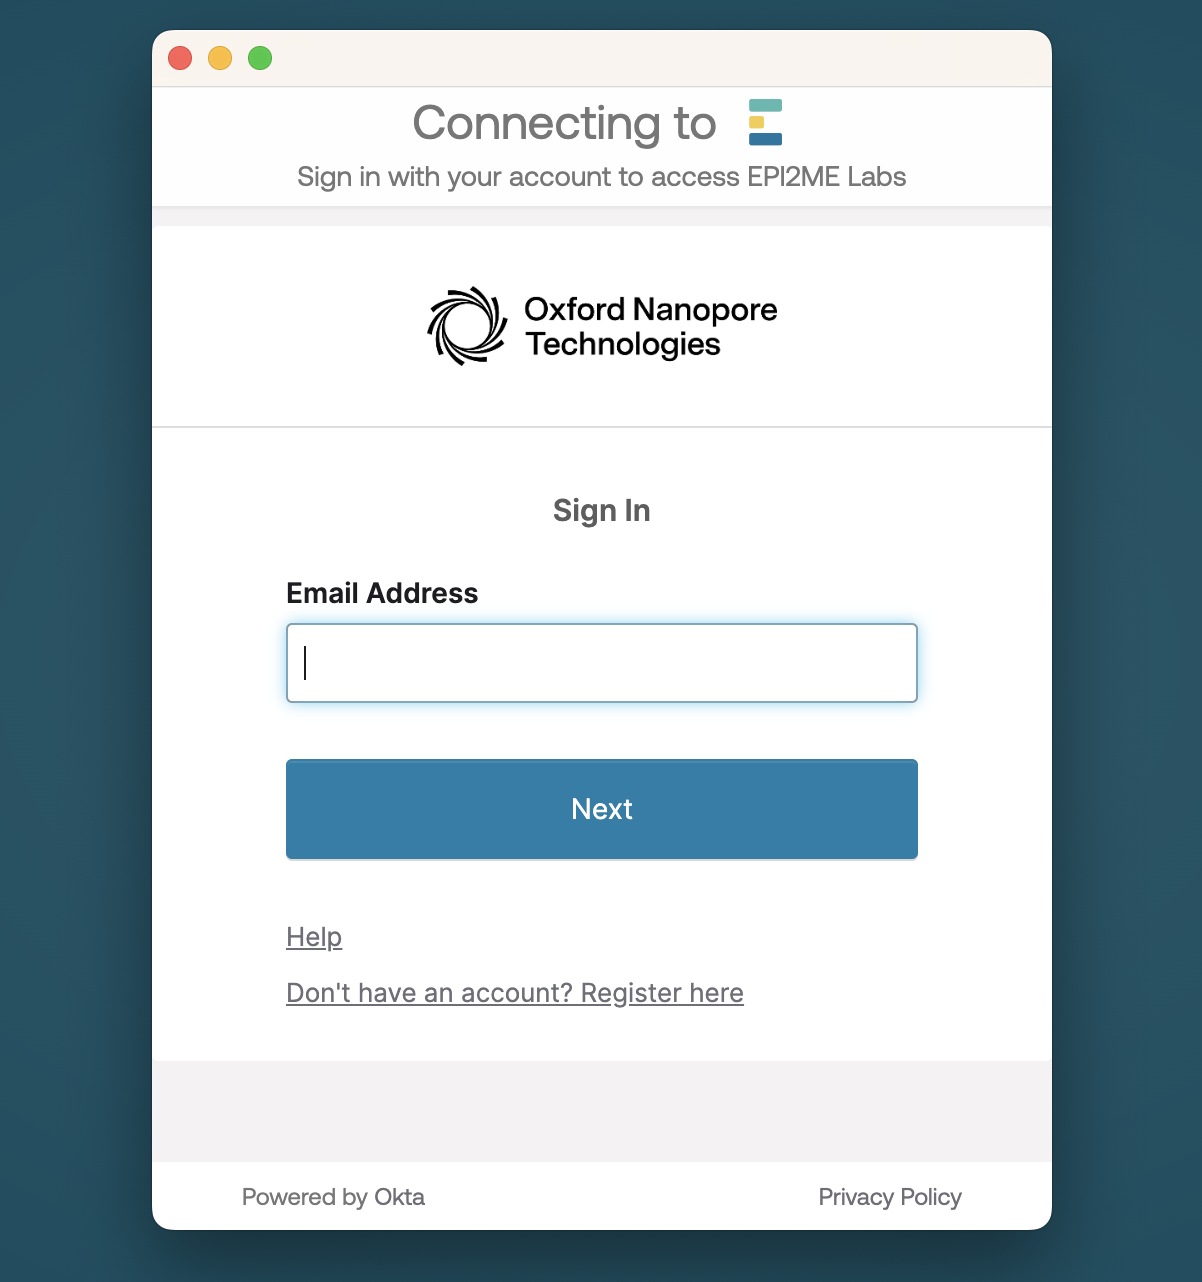 Connecting to
Sign in with your account to access EPI2ME Labs
Oxford Nanopore
Technologies
Sign In
Email Address
Next
Help
Don't have an account? Register here
Powered by Okta
Privacy Policy